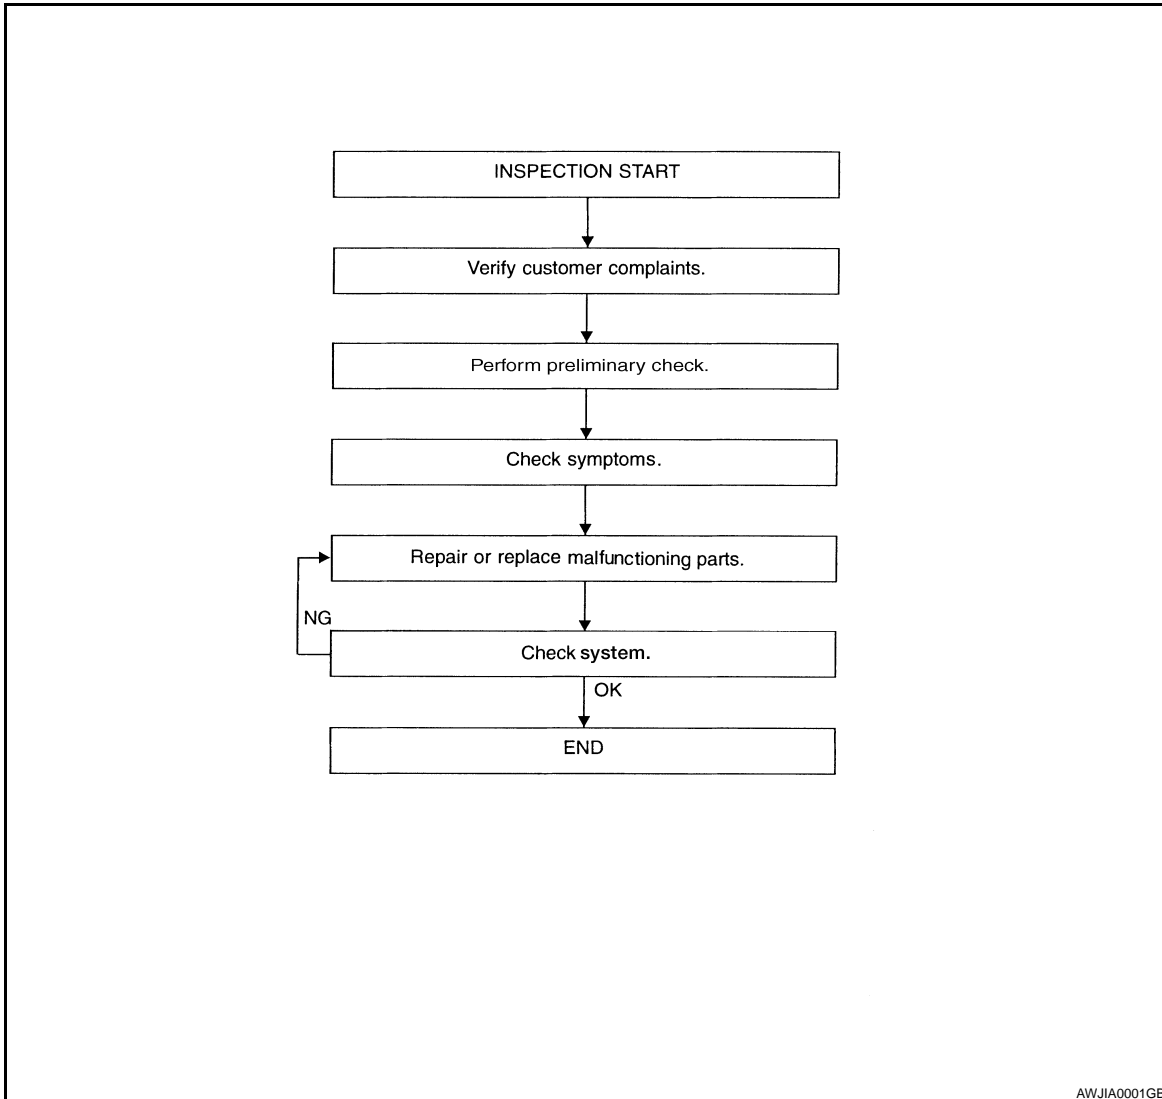 INSPECTION START
Verify customer complaints.
Perform preliminary check.
Check symptoms.
Repair or replace malfunctioning parts.
NG
Check system.
OK
END
AWJIA0001GB